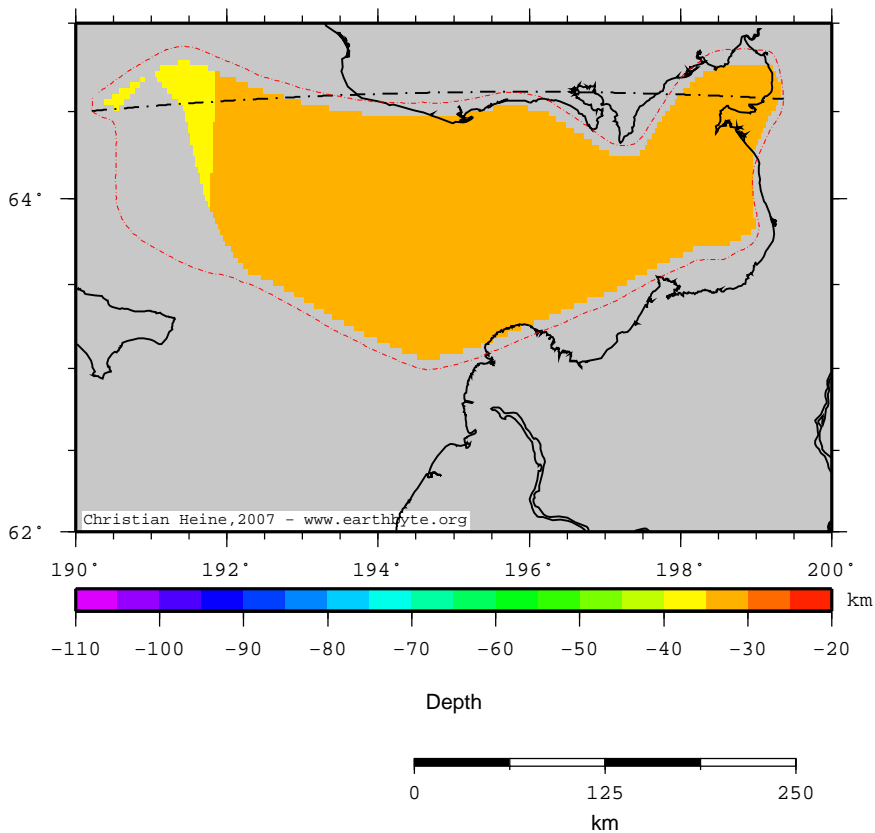 64°
62°
Christian Heine,2007 - www.earthbyte.org
190° 192° 194° 196° 198° 200°
km
-110 -100 -90 -80 -70 -60 -50 -40 -30 -20
Depth
0 125 250
km